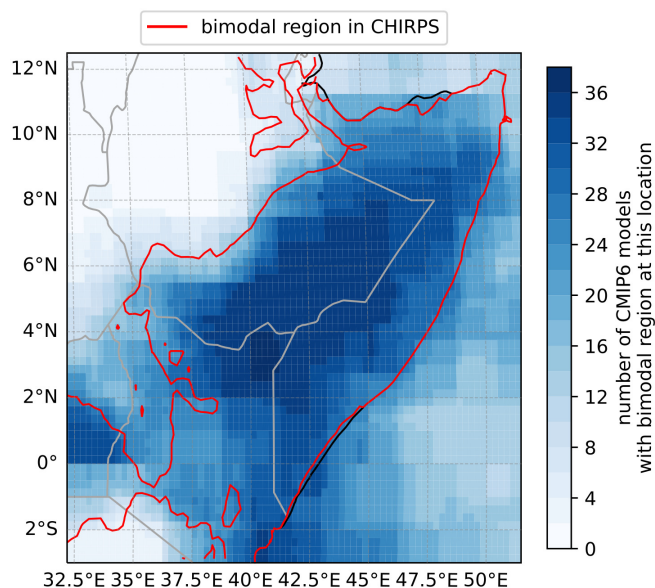 bimodal region in CHIRPS
12°N
10°N
8°N
6°N
4°N
2°N
0°
2°S
32.5°E 35°E 37.5°E 40°E 42.5°E 45°E 47.5°E 50°E
36
32
28
24
20
16
12
8
4
0
number of CMIP6 models
with bimodal region at this location